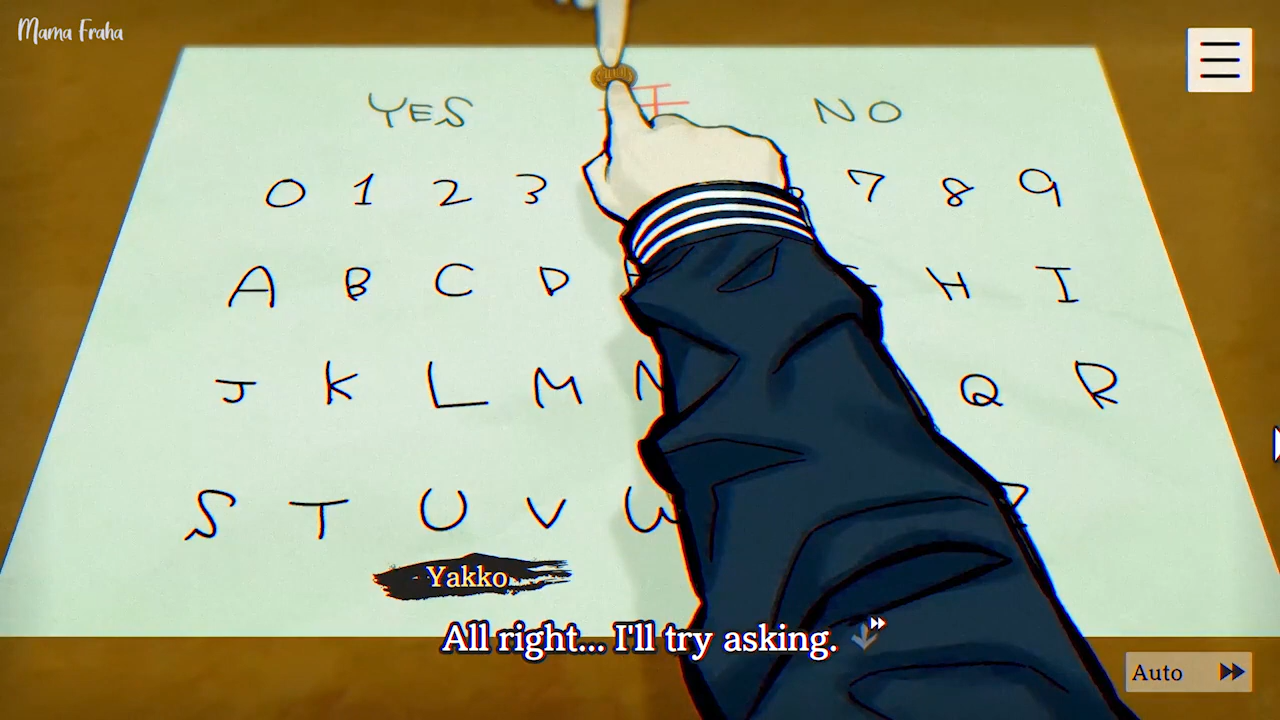 Mama Fraha
YES NO
0 1 2 3 7 8 9
A B C D H I
J K L M N Q R
S T U V W
Yakko
All right... I'll try asking.
Auto